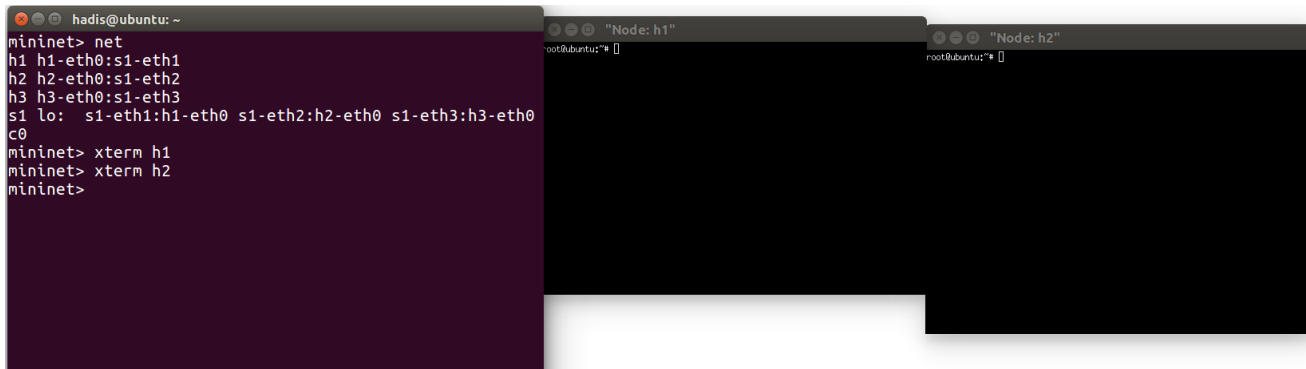 hadis@ubuntu: ~
mininet> net
h1 h1-eth0:s1-eth1
h2 h2-eth0:s1-eth2
h3 h3-eth0:s1-eth3
s1 lo:  s1-eth1:h1-eth0 s1-eth2:h2-eth0 s1-eth3:h3-eth0
c0
mininet> xterm h1
mininet> xterm h2
mininet>
"Node: h1"
root@ubuntu:~#
"Node: h2"
root@ubuntu:~#